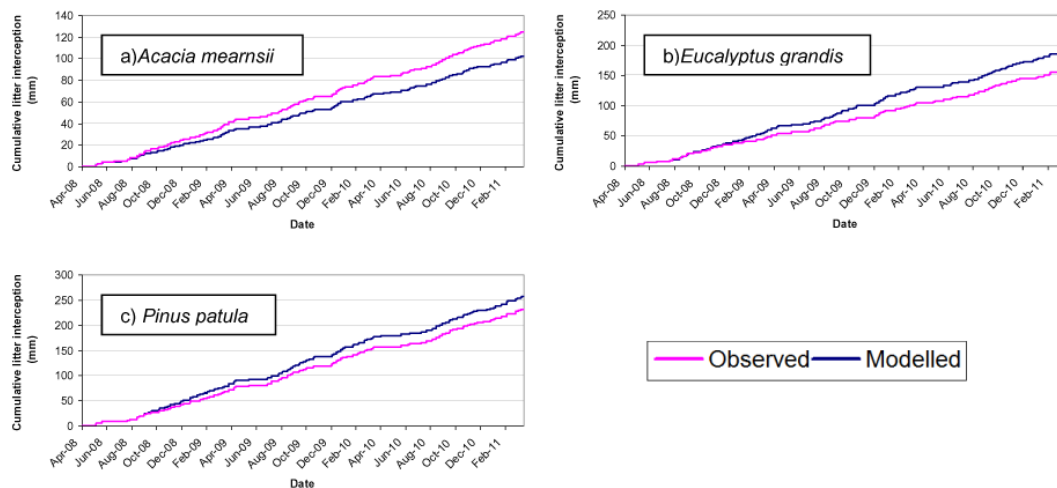 Cumulative litter interception
(mm)
140
120
100
80
60
40
20
0
a)Acacia mearnsii
Apr-08
Jun-08
Aug-08
Oct-08
Dec-08
Feb-09
Apr-09
Jun-09
Aug-09
Oct-09
Dec-09
Feb-10
Apr-10
Jun-10
Aug-10
Oct-10
Dec-10
Feb-11
Date
Cumulative litter interception
(mm)
250
200
150
100
50
0
b)Eucalyptus grandis
Apr-08
Jun-08
Aug-08
Oct-08
Dec-08
Feb-09
Apr-09
Jun-09
Aug-09
Oct-09
Dec-09
Feb-10
Apr-10
Jun-10
Aug-10
Oct-10
Dec-10
Feb-11
Date
Cumulative litter interception
(mm)
300
250
200
150
100
50
0
c) Pinus patula
Apr-08
Jun-08
Aug-08
Oct-08
Dec-08
Feb-09
Apr-09
Jun-09
Aug-09
Oct-09
Dec-09
Feb-10
Apr-10
Jun-10
Aug-10
Oct-10
Dec-10
Feb-11
Date
Observed Modelled